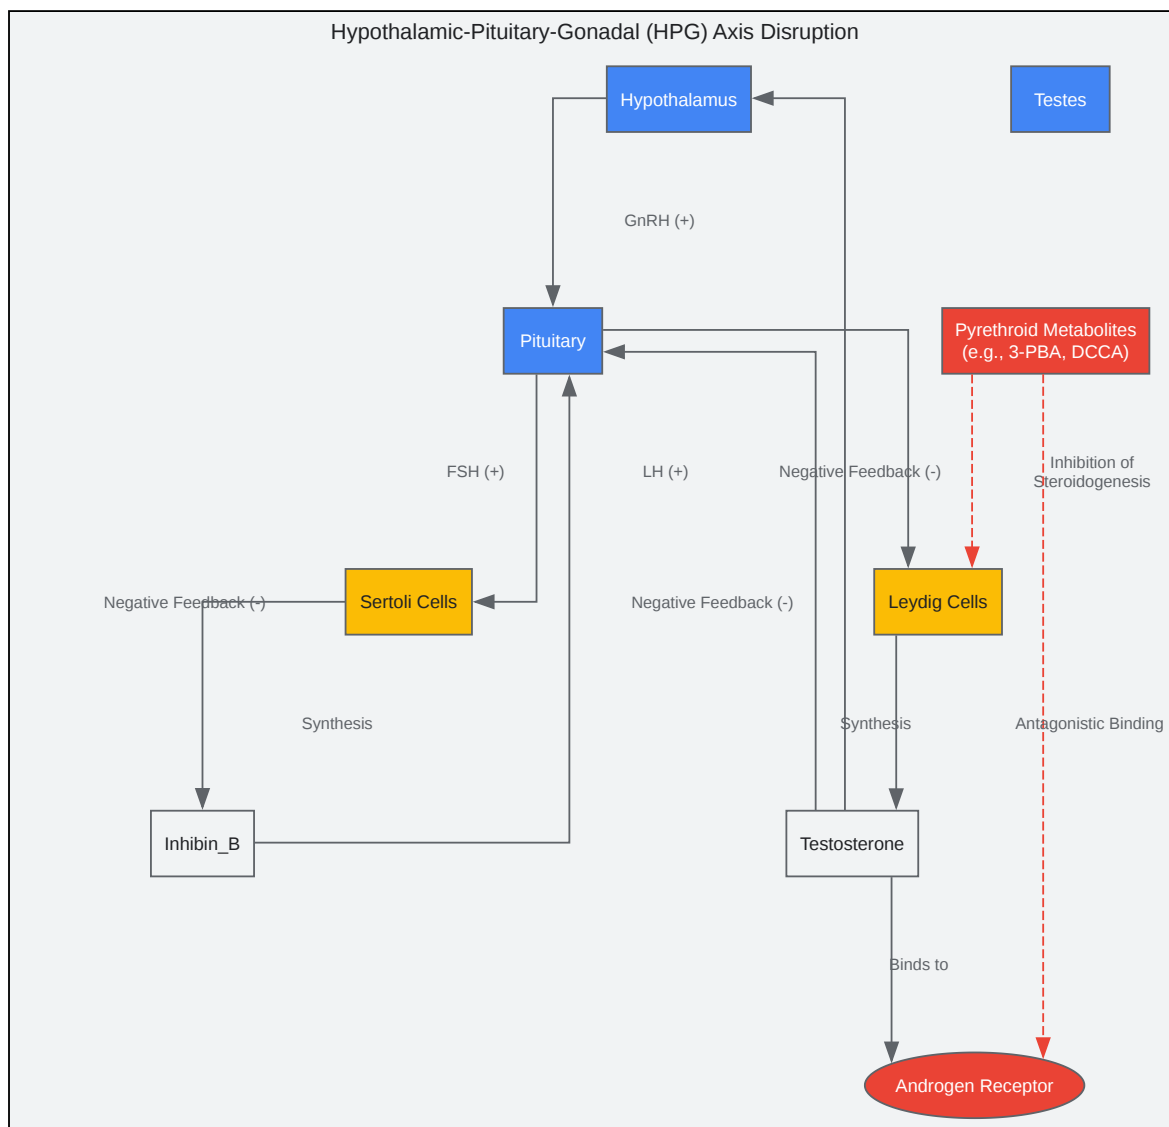 Hypothalamic-Pituitary-Gonadal (HPG) Axis Disruption
Hypothalamus
Testes
GnRH (+)
Pituitary
Pyrethroid Metabolites
(e.g., 3-PBA, DCCA)
FSH (+)
LH (+)
Negative Feedback (-)
Inhibition of
Steroidogenesis
Negative Feedback (-)
Sertoli Cells
Negative Feedback (-)
Leydig Cells
Synthesis
Synthesis
Antagonistic Binding
Inhibin_B
Testosterone
Binds to
Androgen Receptor